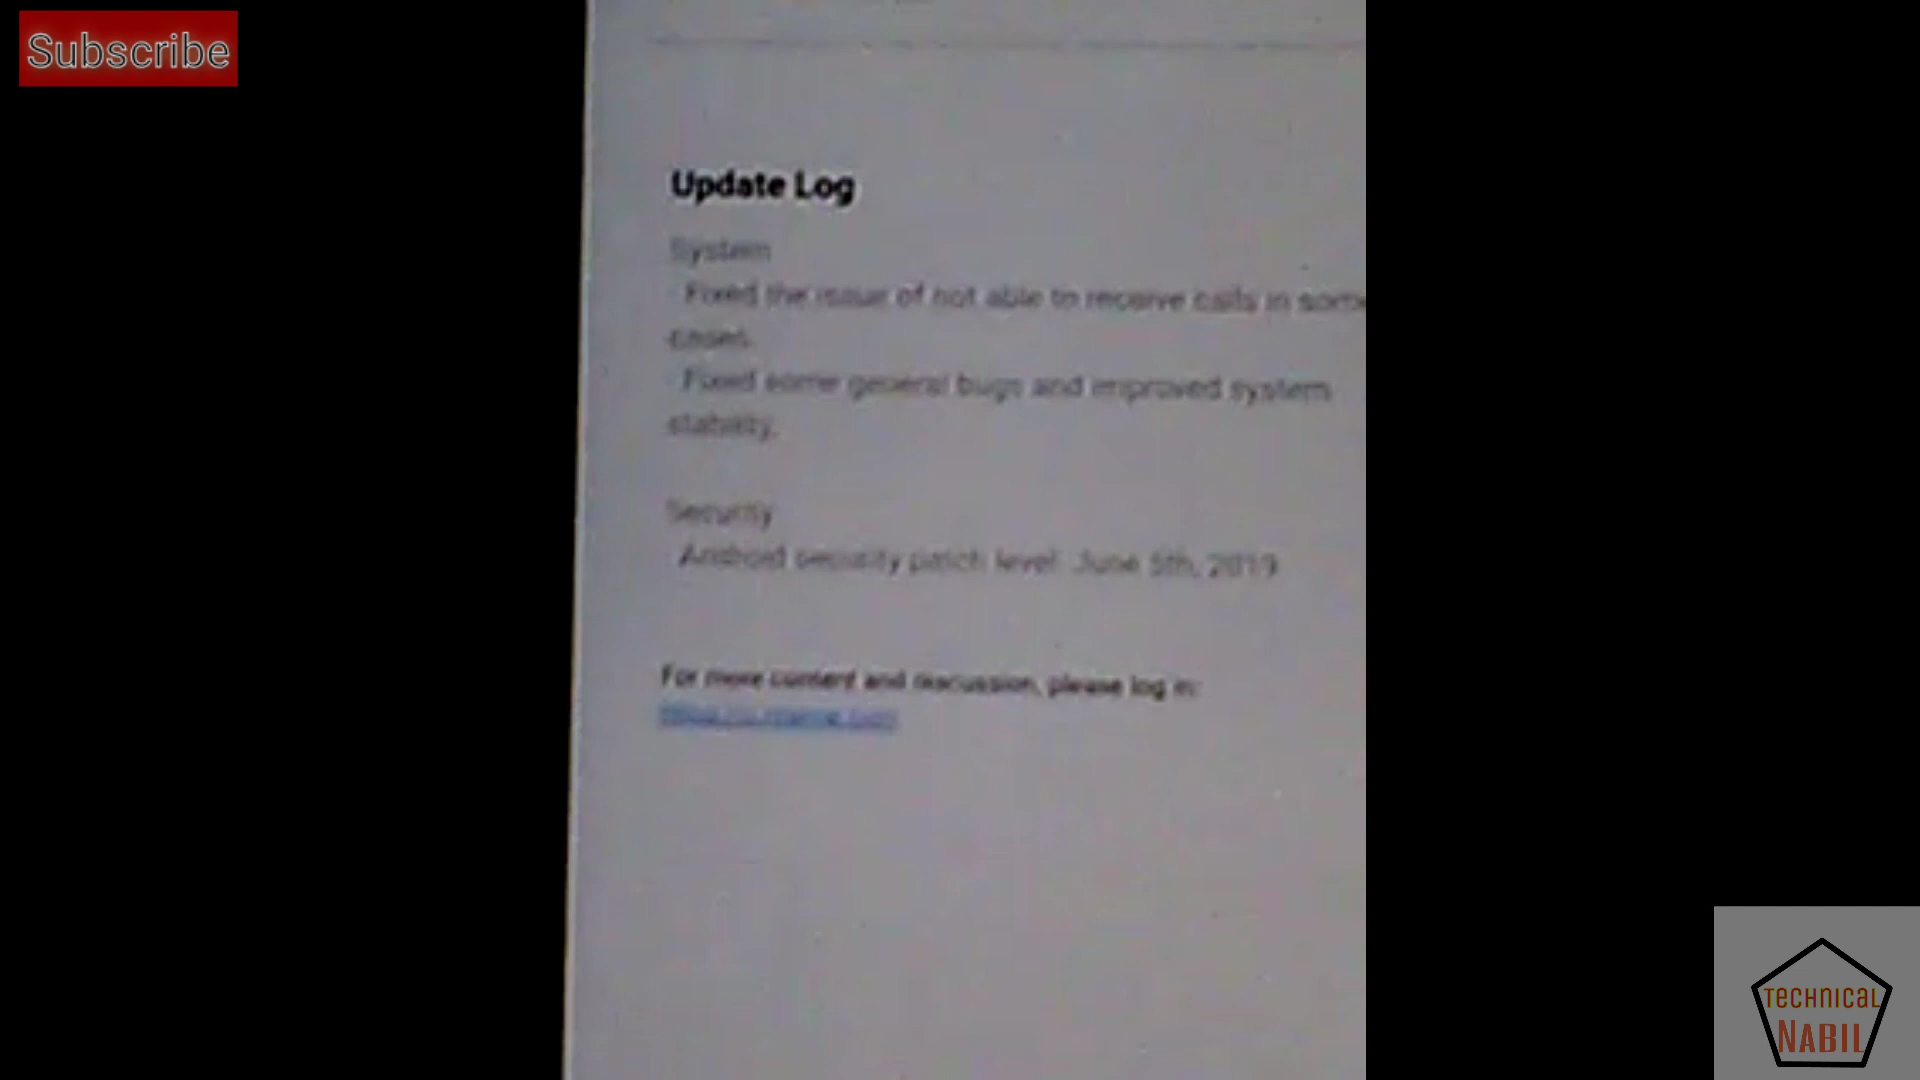 Subscribe
Update Log
System
Fixed the issue of not able to receive calls in some
cases.
Fixed some general bugs and improved system
stability.
Security
Android security patch level: June 5th, 2019
For more content and discussion, please log in:
TECHNICAL
NABIL